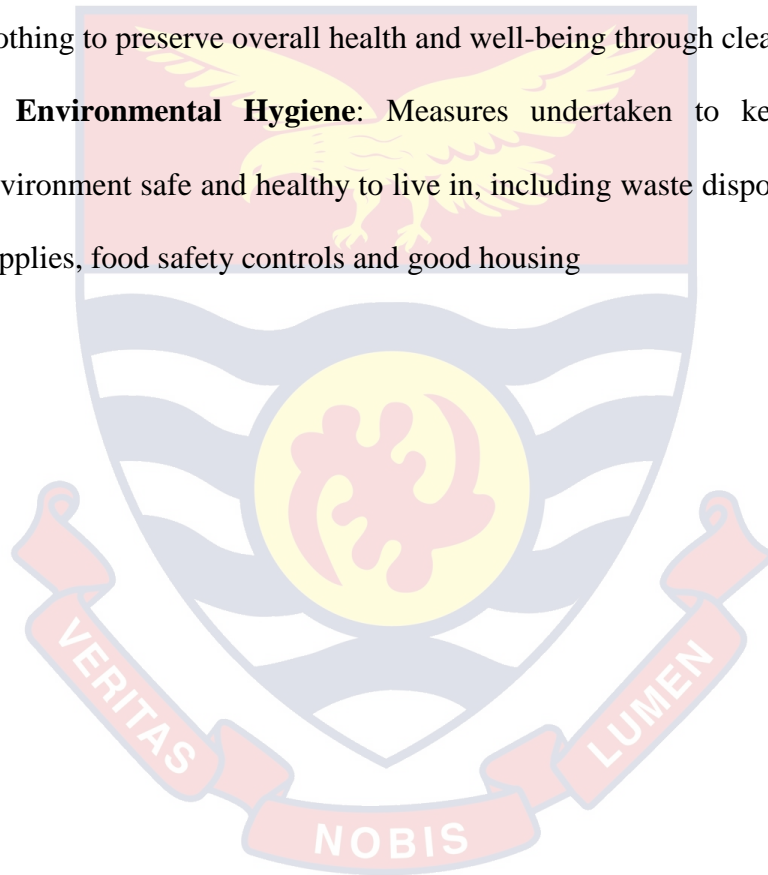 othing to preserve overall health and well-being through clea
Environmental Hygiene: Measures undertaken to ke
vironment safe and healthy to live in, including waste dispo
pplies, food safety controls and good housing
VERITAS
NOBIS
LUMEN